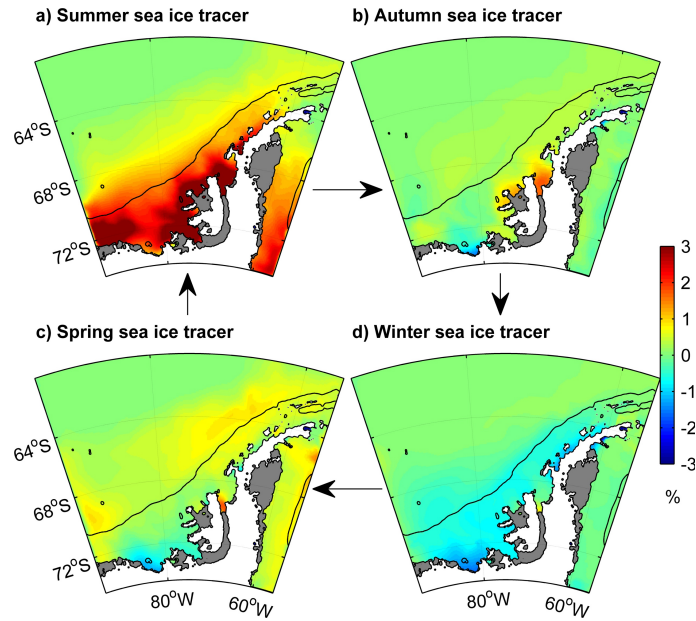 a) Summer sea ice tracer
b) Autumn sea ice tracer
64°S
68°S
72°S
3
2
1
0
-1
-2
-3
%
c) Spring sea ice tracer
d) Winter sea ice tracer
64°S
68°S
72°S
80°W
60°W
80°W
60°W